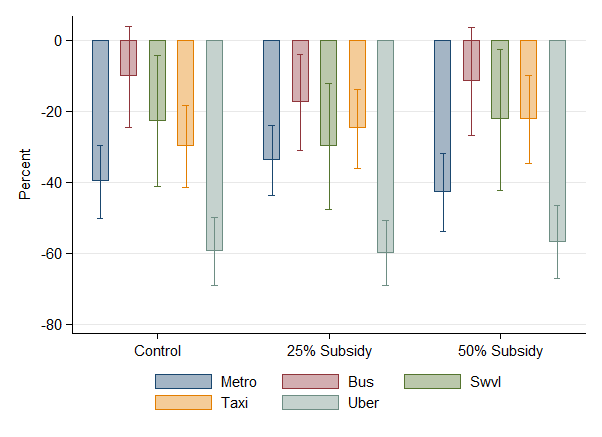 0
-20
-40
-60
-80
Percent
Control 25% Subsidy 50% Subsidy
Metro Bus Swvl
Taxi Uber